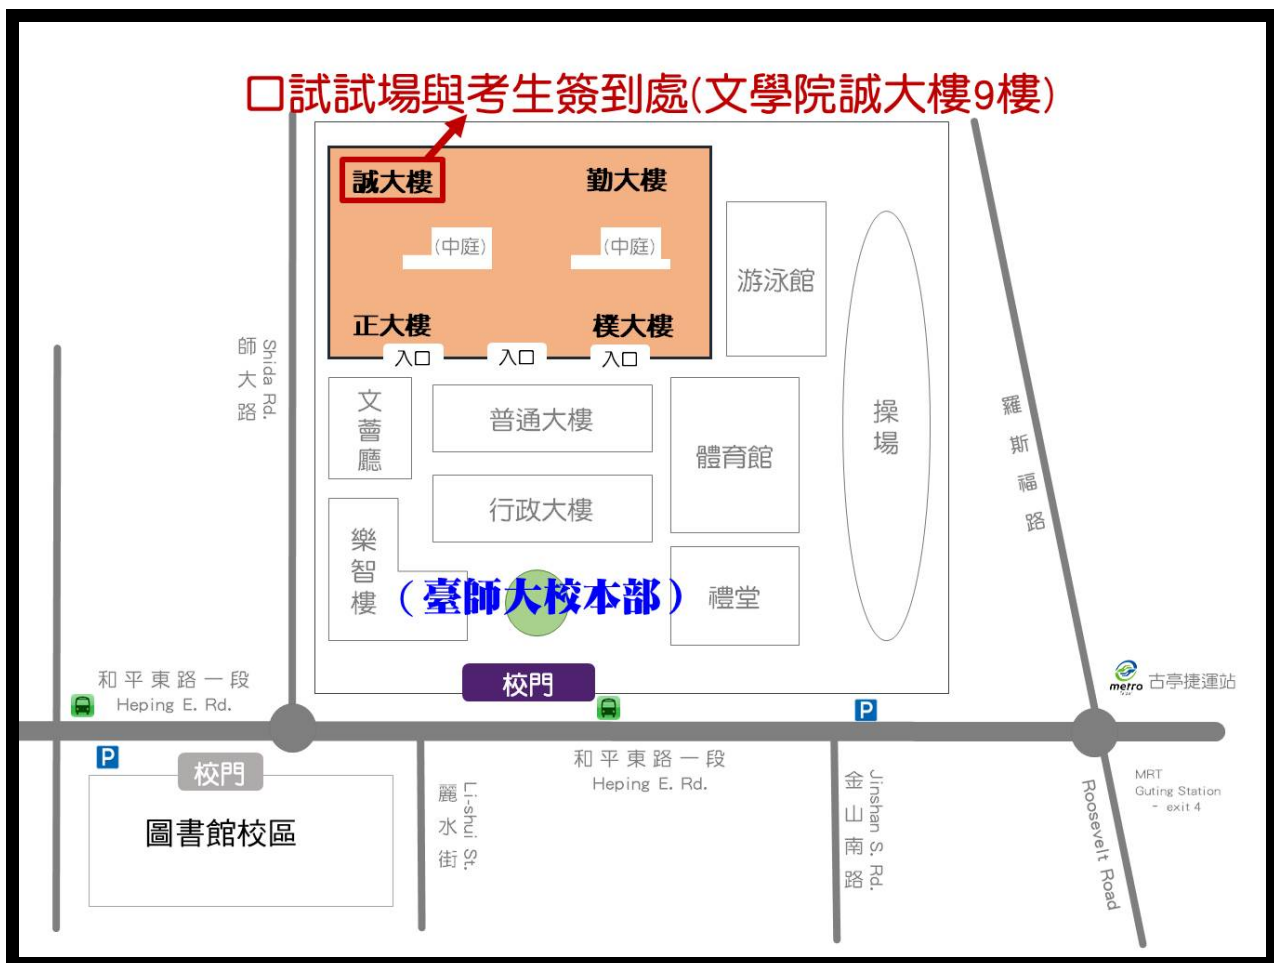 口試試場與考生簽到處(文學院誠大樓9樓)
誠大樓
勤大樓
(中庭)
(中庭)
游泳館
正大樓
樸大樓
入口
入口
入口
師大路
Shida Rd.
文薈廳
普通大樓
體育館
操場
羅斯福路
行政大樓
樂智樓
(臺師大校本部)
禮堂
校門
和平東路一段
Heping E. Rd.
metro
古亭捷運站
P
P
校門
圖書館校區
麗水街
Li-shui St.
和平東路一段
Heping E. Rd.
金山南路
Jinshan S. Rd.
Roosevelt Road
MRT
Guting Station
- exit 4